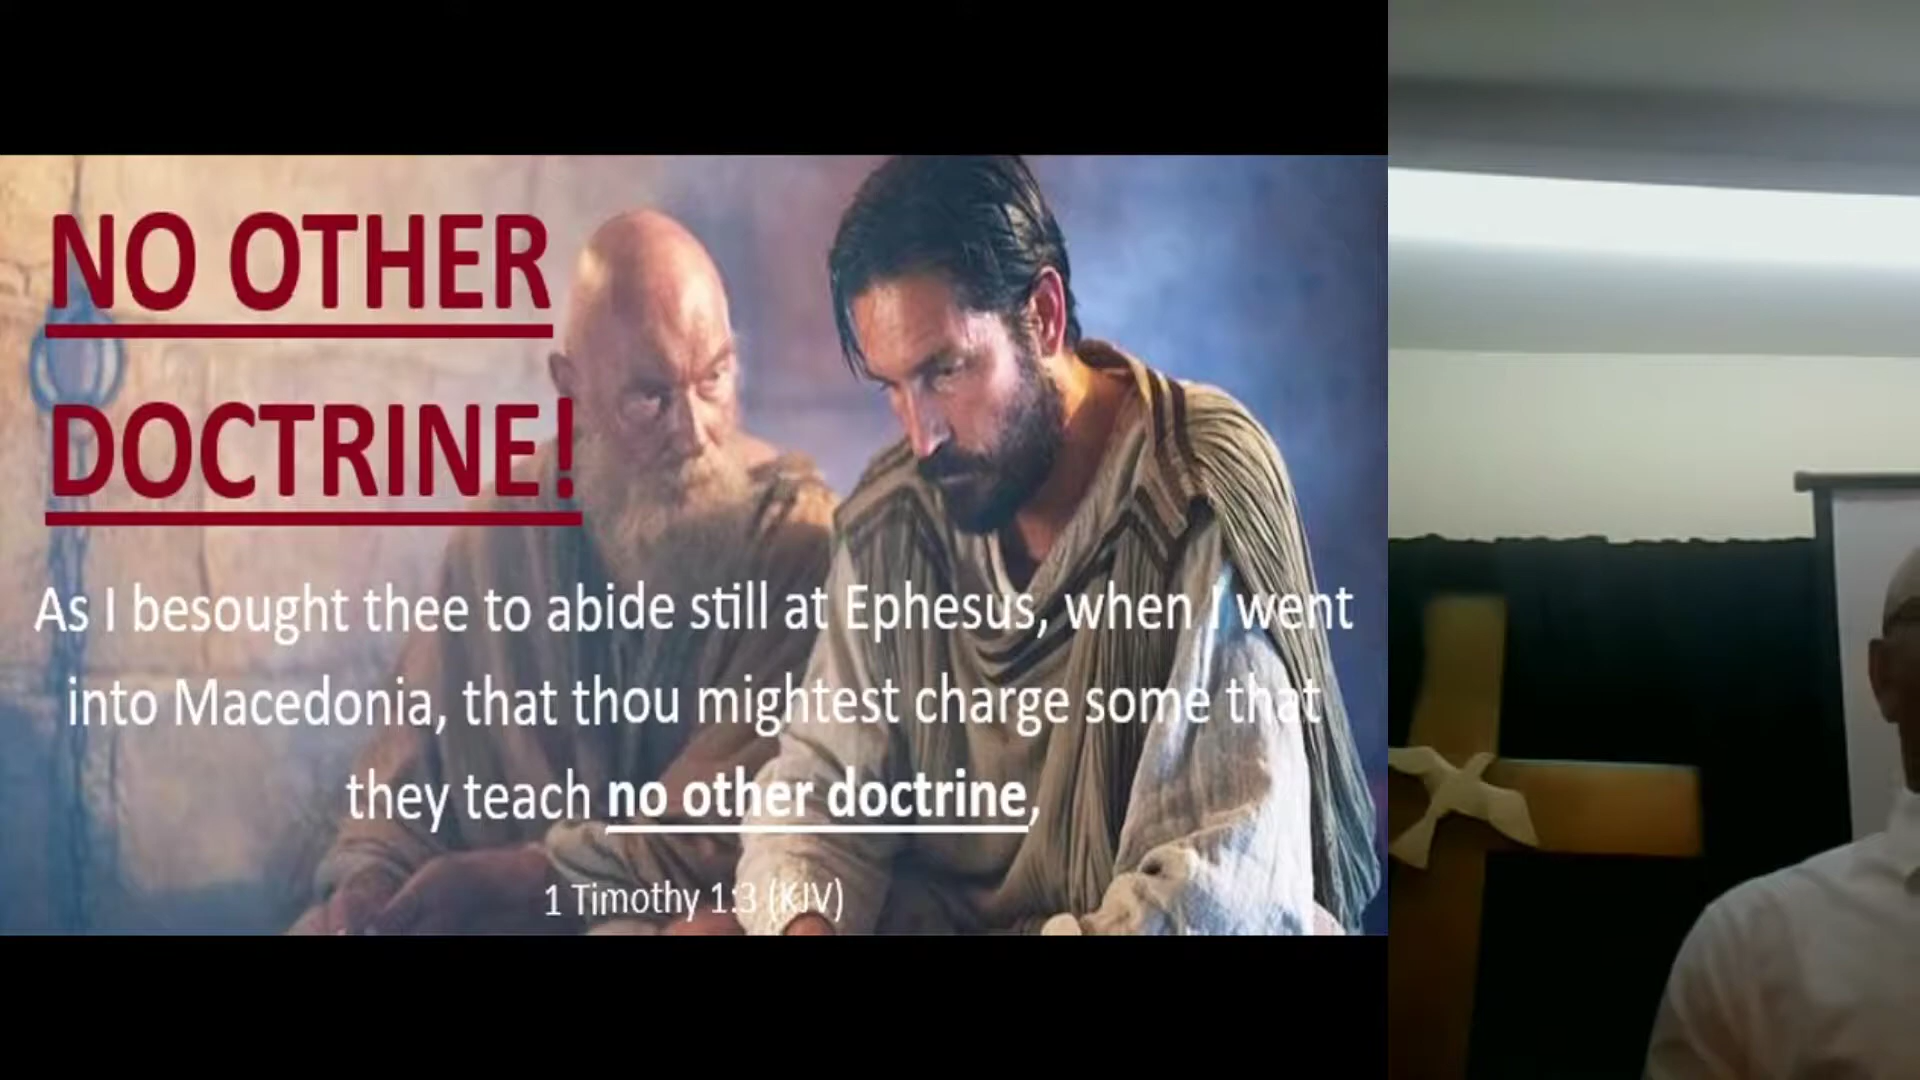 NO OTHER
DOCTRINE!
As I besought thee to abide still at Ephesus, when I went
into Macedonia, that thou mightest charge some that
they teach no other doctrine,
1 Timothy 1:3 (KJV)